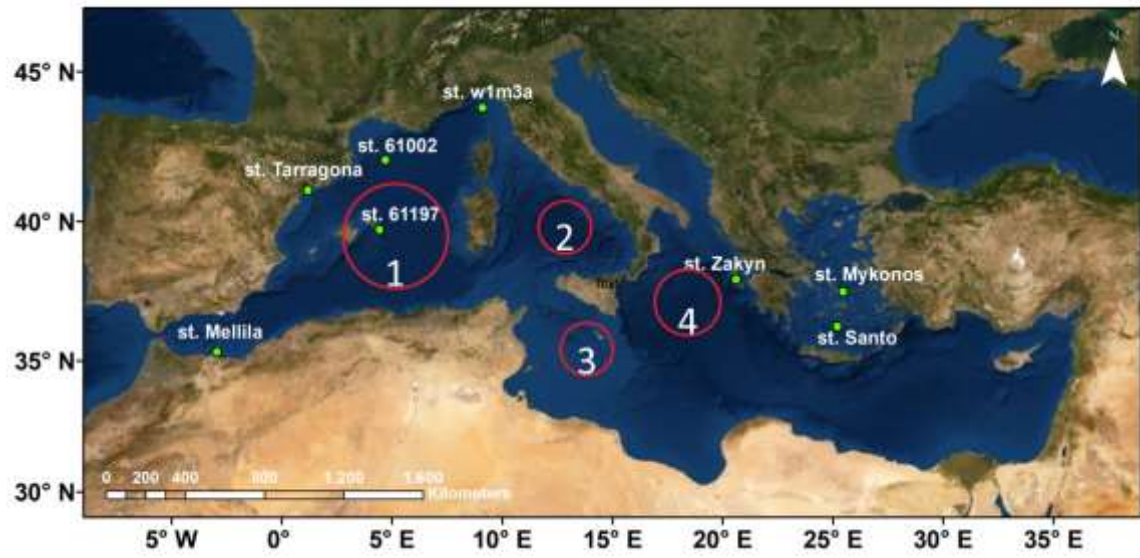 45° N
40° N
35° N
30° N
N
st. w1m3a
st. 61002
st. Tarragona
st. 61197
1
2
st. Zakyn
st. Mykonos
4
st. Santo
st. Mellila
3
0 200 400 800 1.200 1.600
Kilometers
5° W 0° 5° E 10° E 15° E 20° E 25° E 30° E 35° E